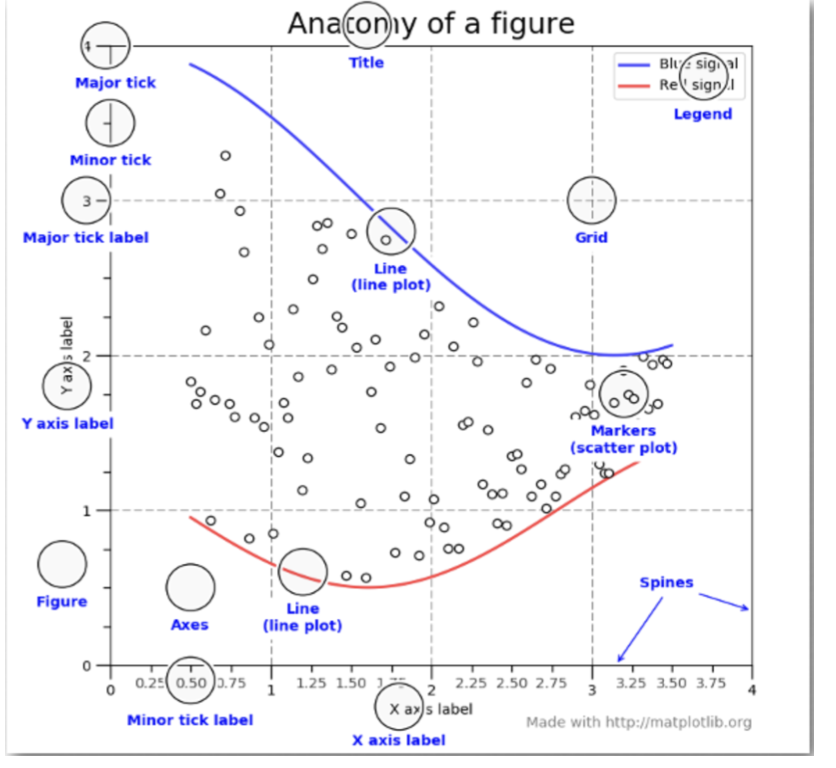 Anatomy of a figure
Title
4
Major tick
Blue signal
Red signal
Legend
Minor tick
3
Major tick label
Grid
Line
(line plot)
2
Y axis label
Y axis label
Markers
(scatter plot)
1
Figure
Axes
Line
(line plot)
Spines
0
0 0.25 0.50 0.75 1 1.25 1.50 1.75 2 2.25 2.50 2.75 3 3.25 3.50 3.75 4
Minor tick label
X axis label
X axis label
Made with http://matplotlib.org